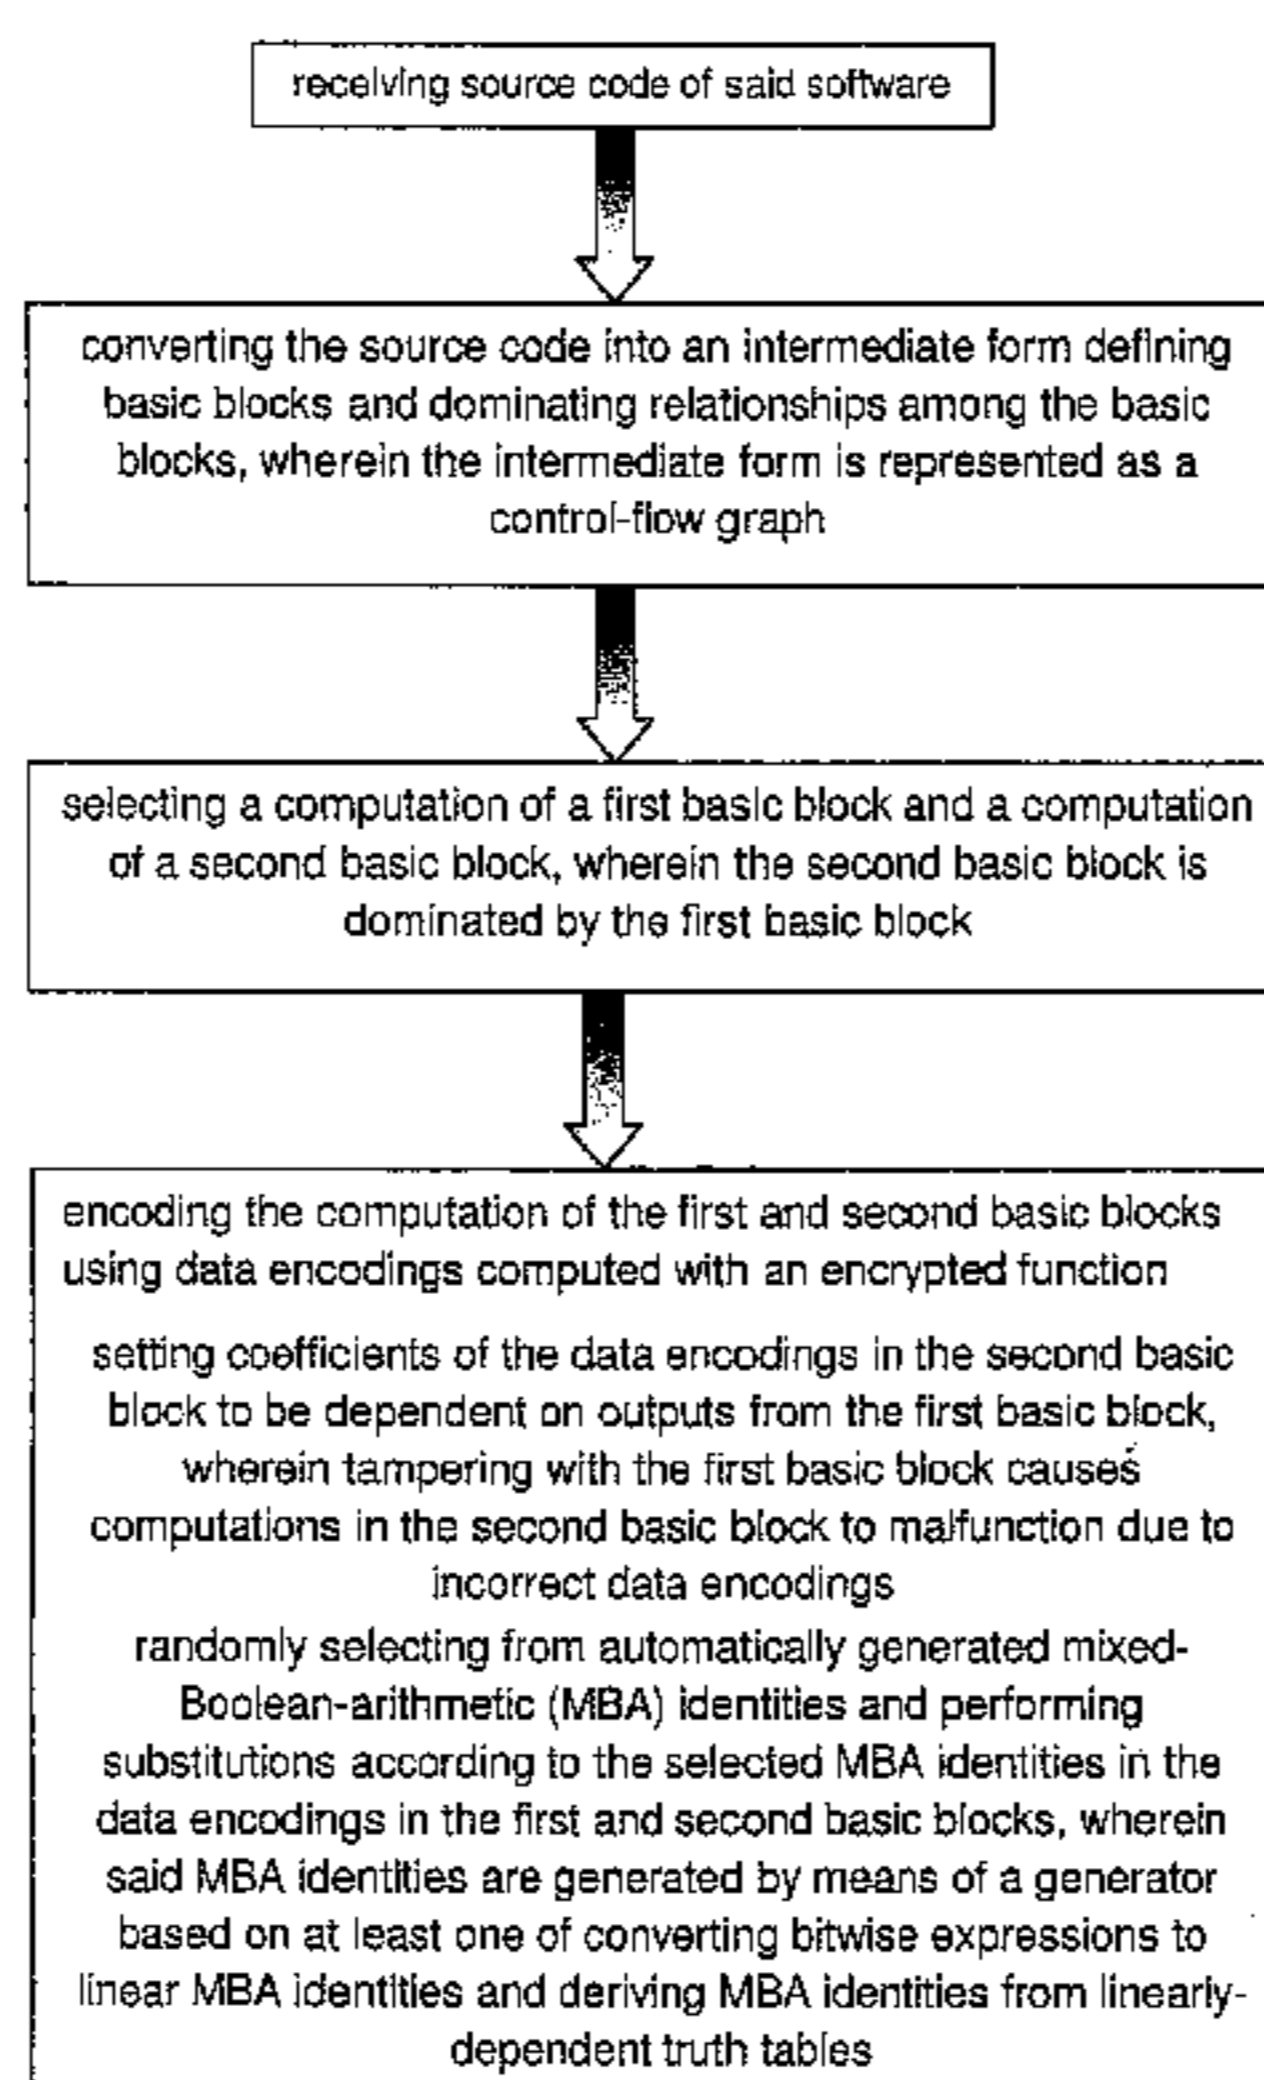 receiving source code of said software
converting the source code into an intermediate form defining
basic blocks and dominating relationships among the basic
blocks, wherein the intermediate form is represented as a
control-flow graph
selecting a computation of a first basic block and a computation
of a second basic block, wherein the second basic block is
dominated by the first basic block
encoding the computation of the first and second basic blocks
using data encodings computed with an encrypted function
setting coefficients of the data encodings in the second basic
block to be dependent on outputs from the first basic block,
wherein tampering with the first basic block causes
computations in the second basic block to malfunction due to
incorrect data encodings
randomly selecting from automatically generated mixed-
Boolean-arithmetic (MBA) identities and performing
substitutions according to the selected MBA identities in the
data encodings in the first and second basic blocks, wherein
said MBA identities are generated by means of a generator
based on at least one of converting bitwise expressions to
linear MBA identities and deriving MBA identities from linearly-
dependent truth tables